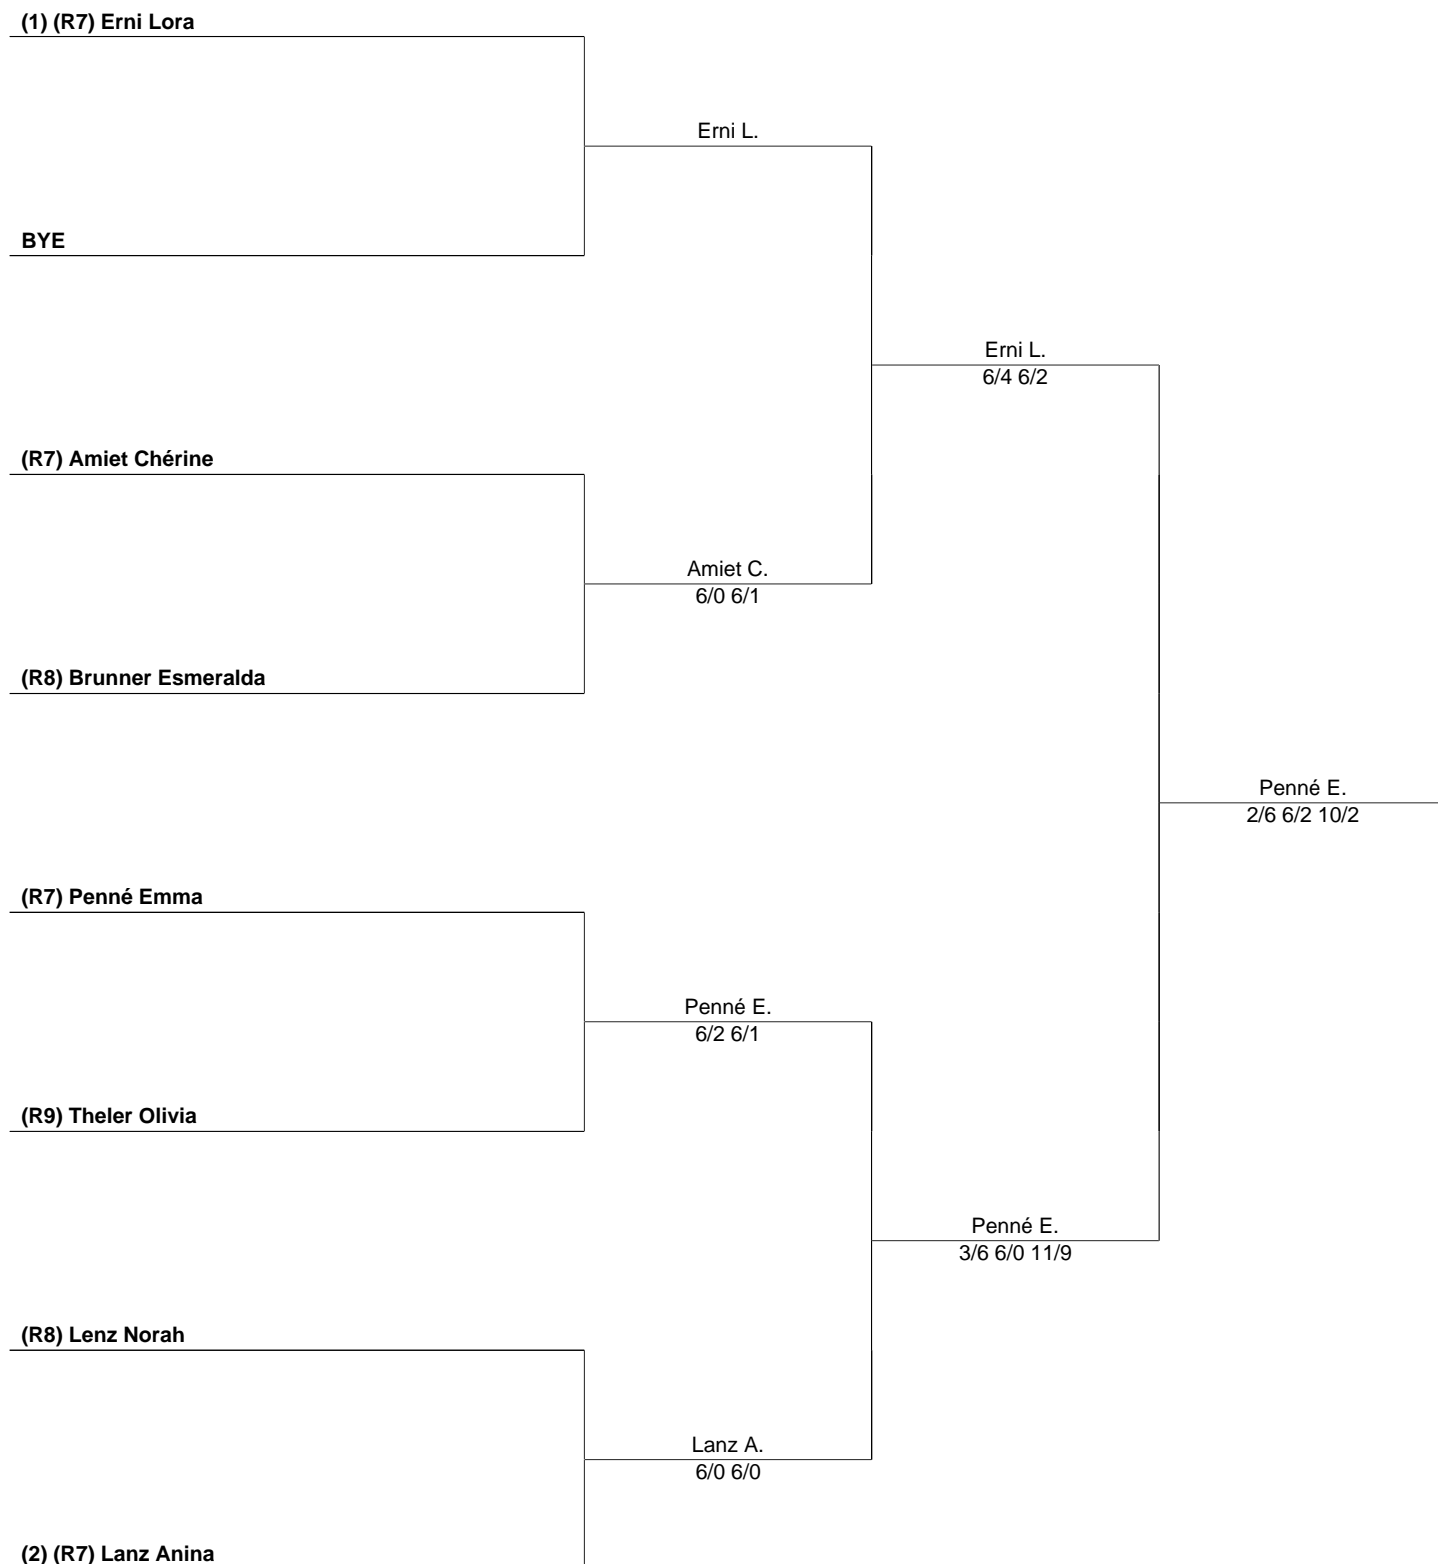 (1) (R7) Erni Lora
Erni L.
BYE
Erni L.
6/4 6/2
(R7) Amiet Chérine
Amiet C.
6/0 6/1
(R8) Brunner Esmeralda
Penné E.
2/6 6/2 10/2
(R7) Penné Emma
Penné E.
6/2 6/1
(R9) Theler Olivia
Penné E.
3/6 6/0 11/9
(R8) Lenz Norah
Lanz A.
6/0 6/0
(2) (R7) Lanz Anina